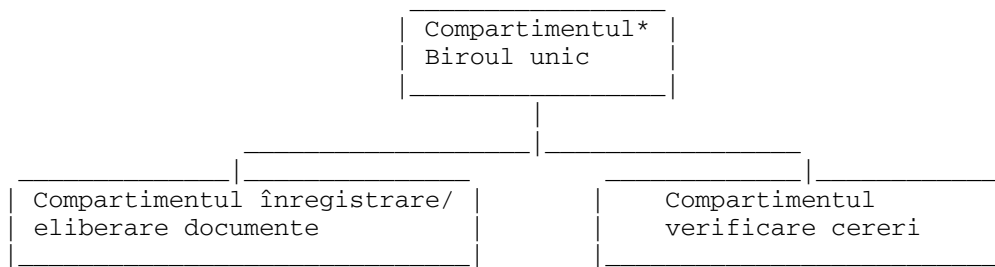 Compartimentul*
Biroul unic
Compartimentul înregistrare/
eliberare documente
Compartimentul
verificare cereri